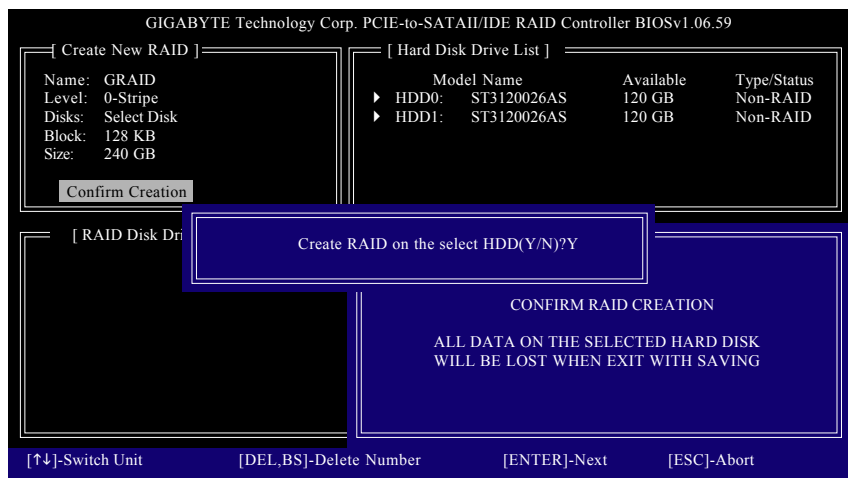 GIGABYTE Technology Corp. PCIE-to-SATAII/IDE RAID Controller BIOSv1.06.59
[ Create New RAID ]
Name: GRAID
Level: 0-Stripe
Disks: Select Disk
Block: 128 KB
Size: 240 GB
Confirm Creation
[ Hard Disk Drive List ]
Model Name Available Type/Status
HDD0: ST3120026AS 120 GB Non-RAID
HDD1: ST3120026AS 120 GB Non-RAID
[ RAID Disk Dri
Create RAID on the select HDD(Y/N)?Y
CONFIRM RAID CREATION
ALL DATA ON THE SELECTED HARD DISK
WILL BE LOST WHEN EXIT WITH SAVING
[↑↓]-Switch Unit [DEL,BS]-Delete Number [ENTER]-Next [ESC]-Abort